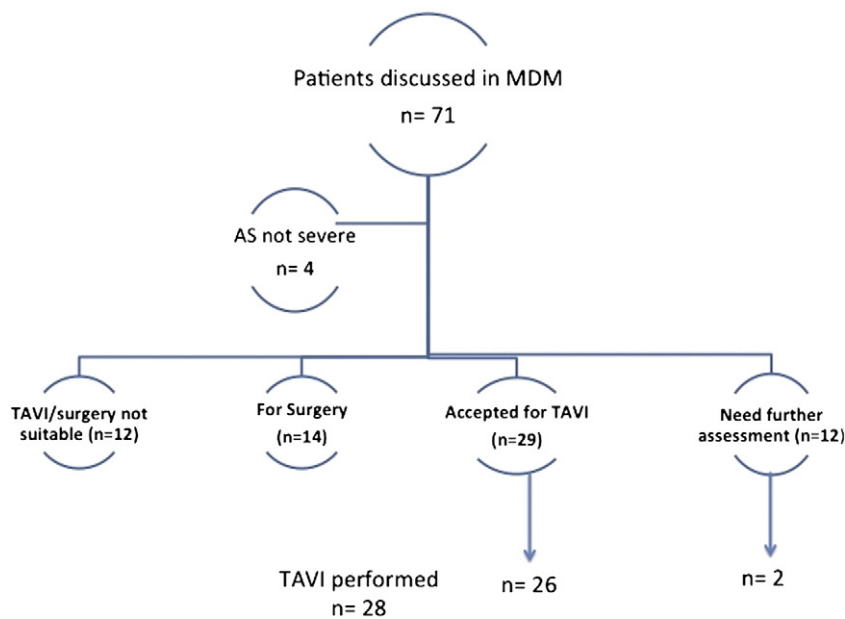 Patients discussed in MDM
n= 71
AS not severe
n= 4
TAVI/surgery not
suitable (n=12)
For Surgery
(n=14)
Accepted for TAVI
(n=29)
Need further
assessment (n=12)
TAVI performed
n= 28
n= 26
n= 2